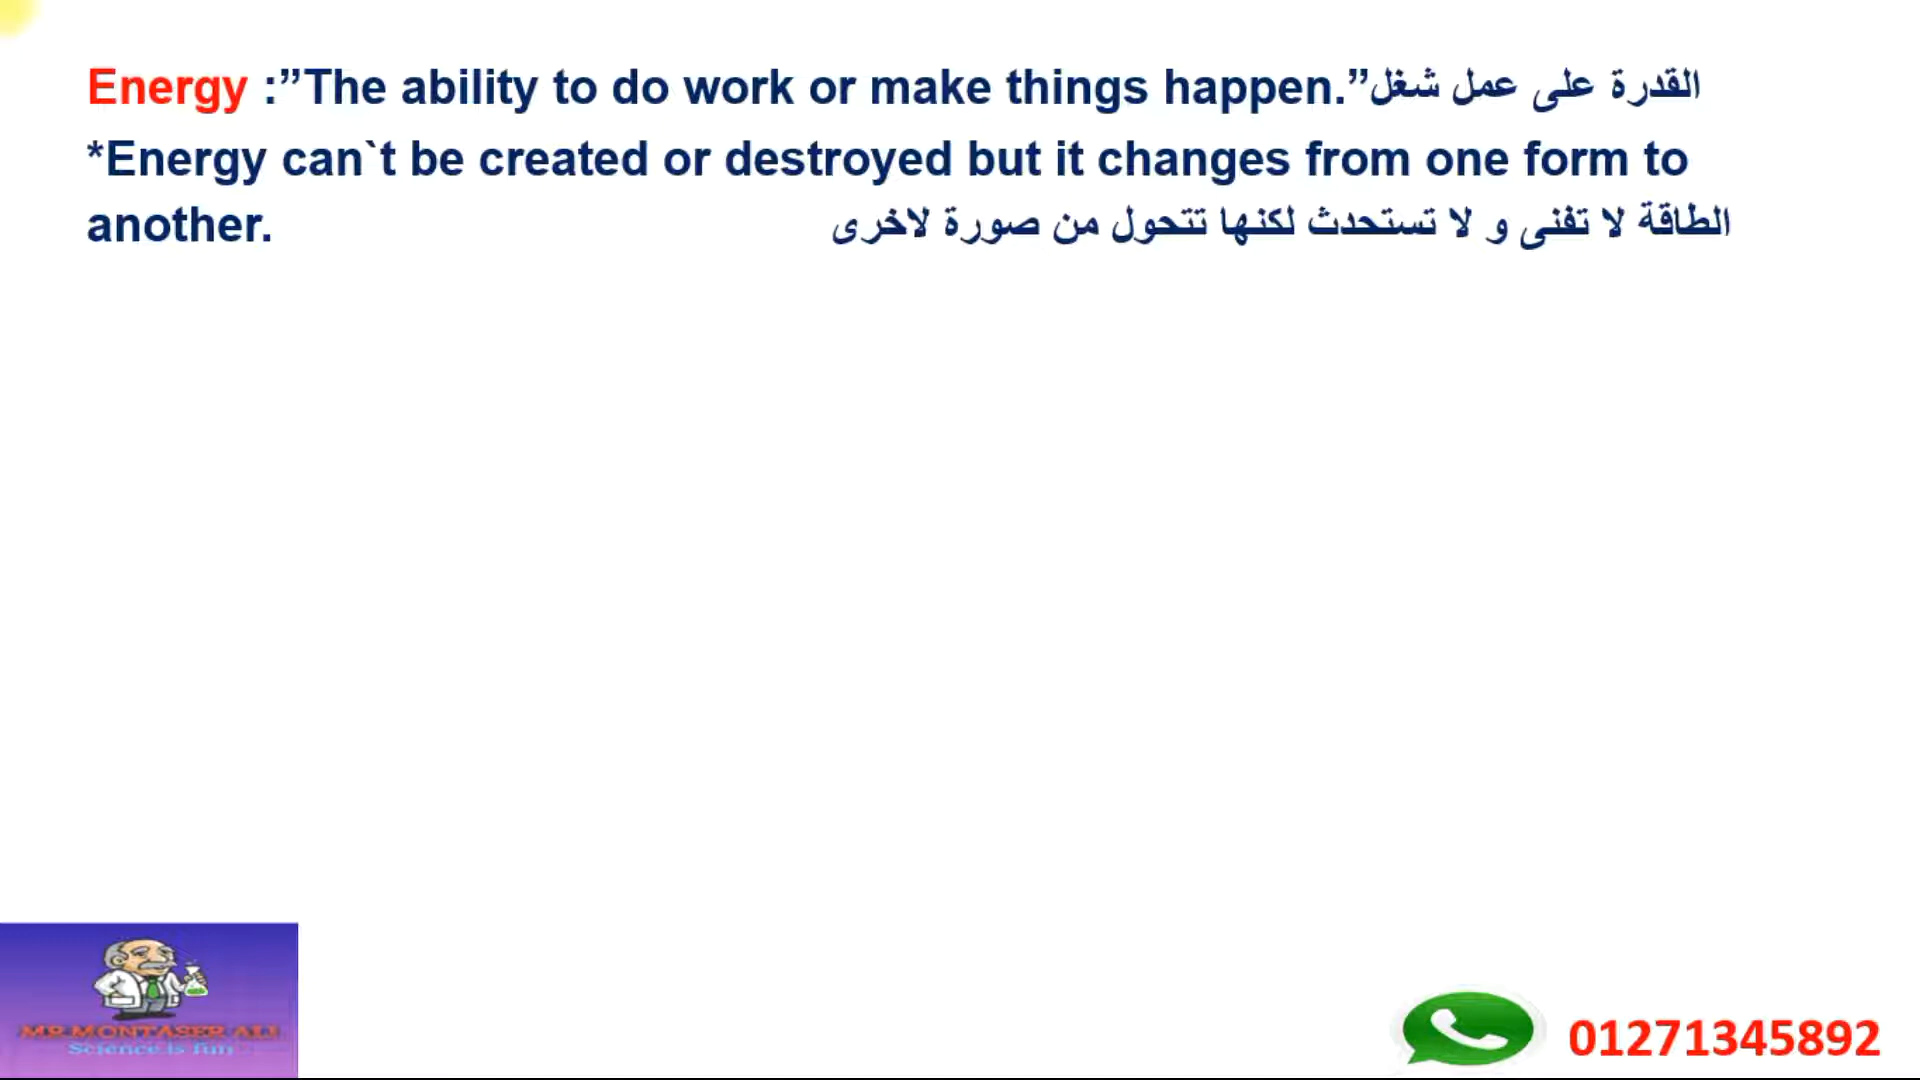 Energy :”The ability to do work or make things happen.”القدرة على عمل شغل
*Energy can`t be created or destroyed but it changes from one form to
another. الطاقة لا تفنى و لا تستحدث لكنها تتحول من صورة لاخرى
MR.MONTASER ALI
Science is fun
01271345892